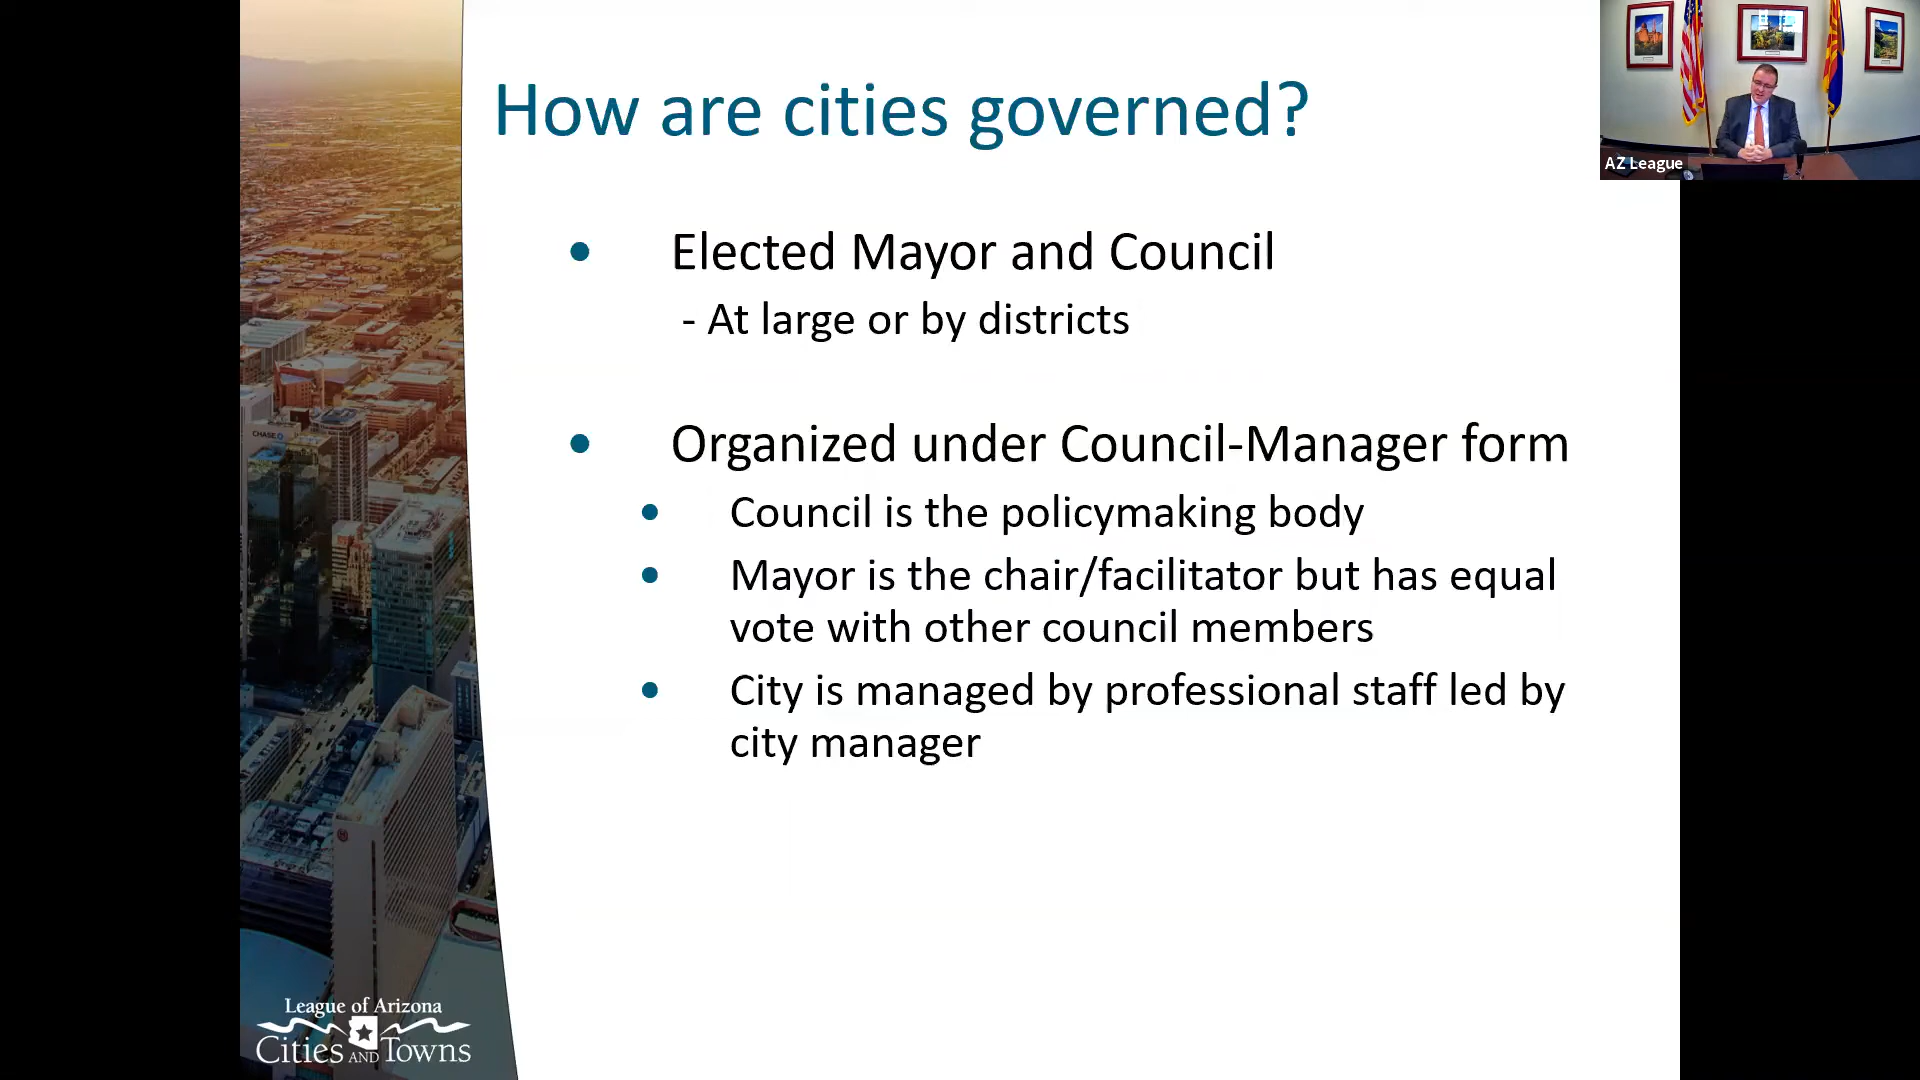 How are cities governed?
AZ League
• Elected Mayor and Council
- At large or by districts
• Organized under Council-Manager form
• Council is the policymaking body
• Mayor is the chair/facilitator but has equal
vote with other council members
• City is managed by professional staff led by
city manager
CHASE
League of Arizona
Cities AND Towns